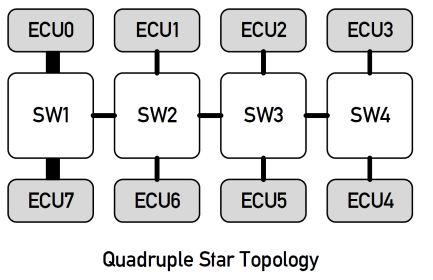 ECU0 ECU1 ECU2 ECU3
SW1 SW2 SW3 SW4
ECU7 ECU6 ECU5 ECU4
Quadruple Star Topology